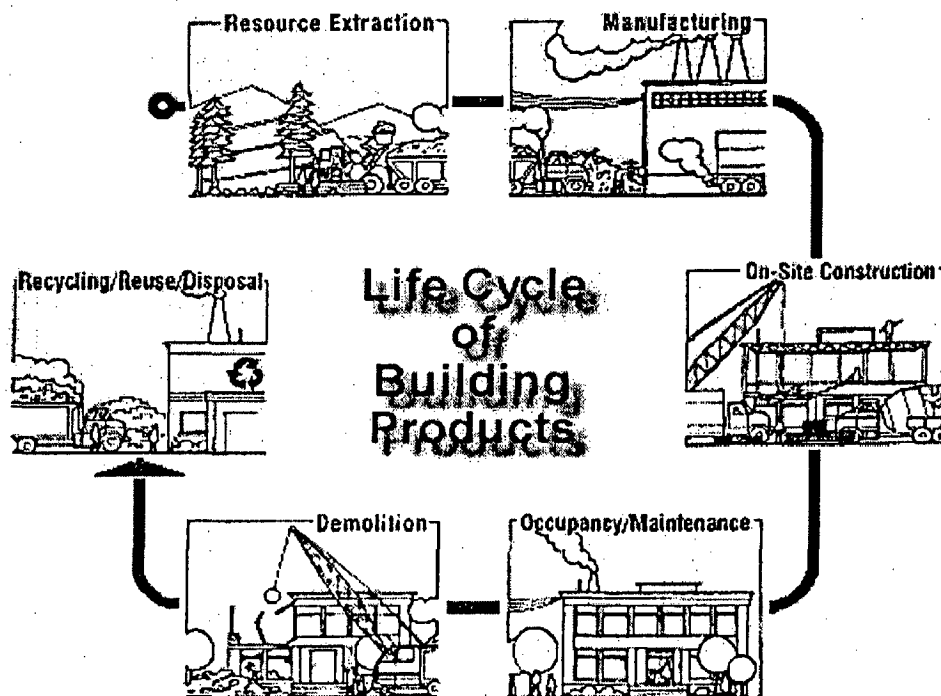 Resource Extraction
Manufacturing
Recycling/Reuse/Disposal
Life Cycle
of
Building
Products
On-Site Construction
Demolition
Occupancy/Maintenance